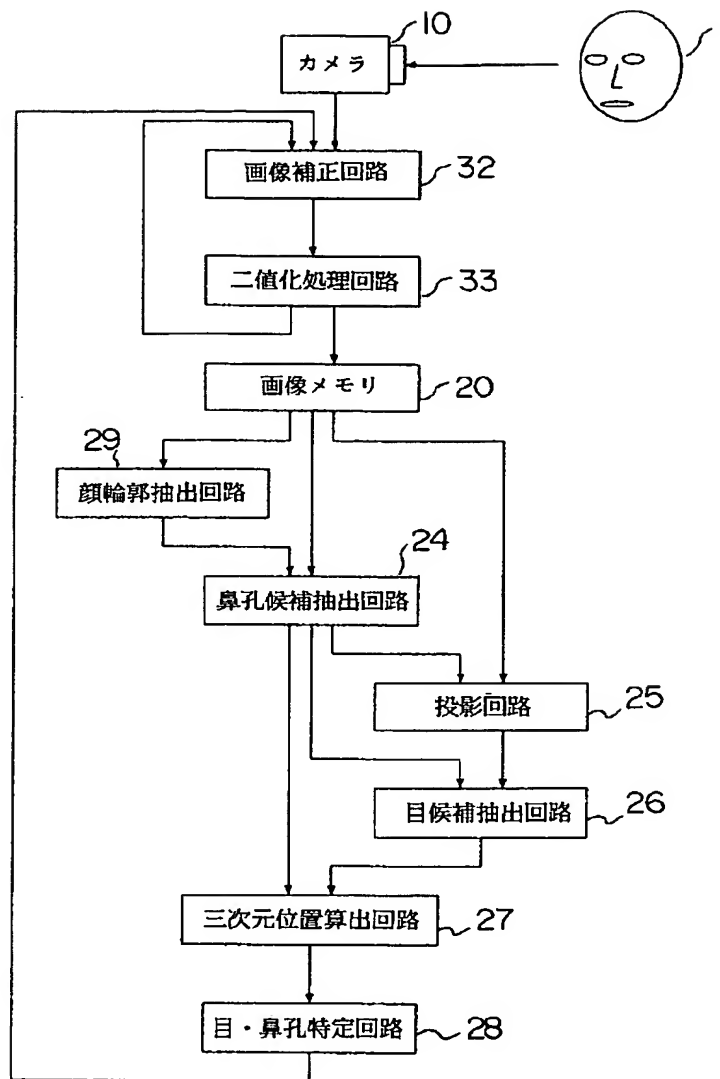 10
カメラ
画像補正回路
32
二値化処理回路
33
画像メモリ
20
29
顔輪郭抽出回路
24
鼻孔候補抽出回路
投影回路
25
目候補抽出回路
26
三次元位置算出回路
27
目・鼻孔特定回路
28